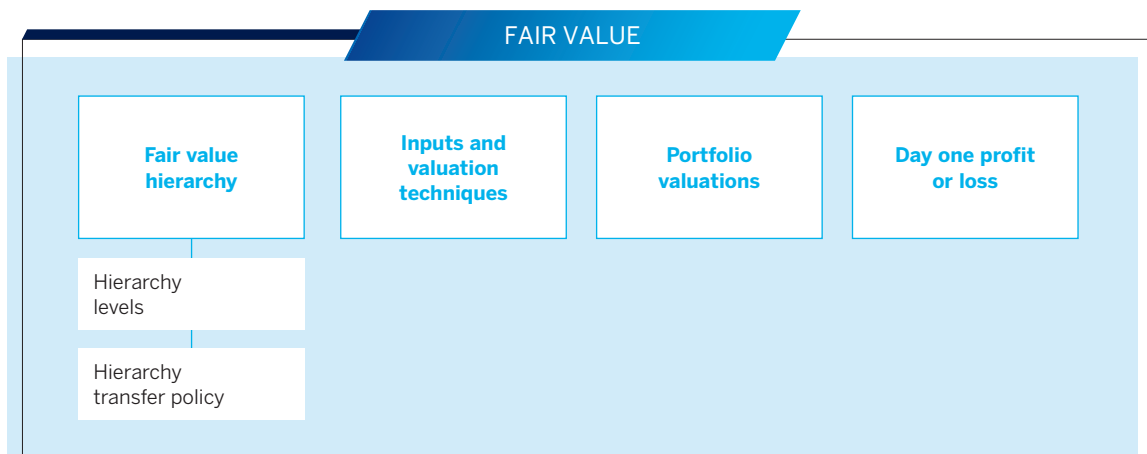 FAIR VALUE
Fair value
hierarchy
Inputs and
valuation
techniques
Portfolio
valuations
Day one profit
or loss
Hierarchy
levels
Hierarchy
transfer policy